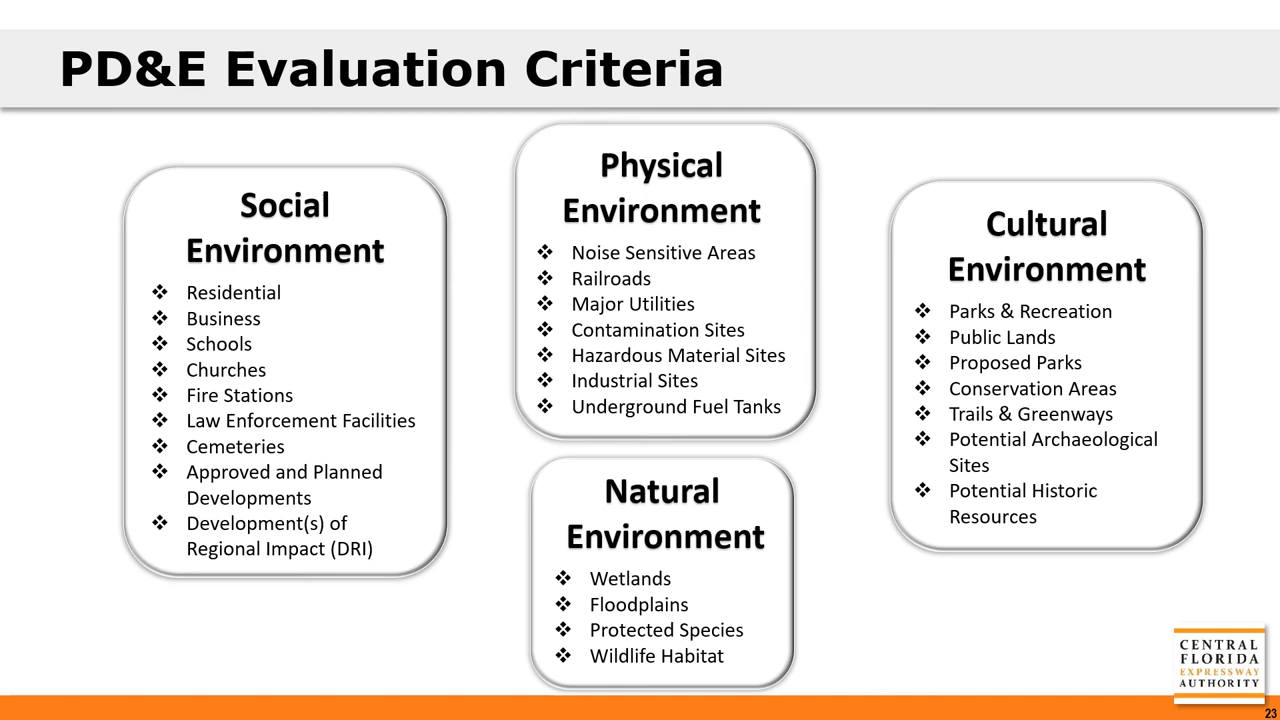 PD&E Evaluation Criteria
Social
Environment
❖ Residential
❖ Business
❖ Schools
❖ Churches
❖ Fire Stations
❖ Law Enforcement Facilities
❖ Cemeteries
❖ Approved and Planned
Developments
❖ Development(s) of
Regional Impact (DRI)
Physical
Environment
❖ Noise Sensitive Areas
❖ Railroads
❖ Major Utilities
❖ Contamination Sites
❖ Hazardous Material Sites
❖ Industrial Sites
❖ Underground Fuel Tanks
Natural
Environment
❖ Wetlands
❖ Floodplains
❖ Protected Species
❖ Wildlife Habitat
Cultural
Environment
❖ Parks & Recreation
❖ Public Lands
❖ Proposed Parks
❖ Conservation Areas
❖ Trails & Greenways
❖ Potential Archaeological
Sites
❖ Potential Historic
Resources
CENTRAL
FLORIDA
EXPRESSWAY
AUTHORITY
23